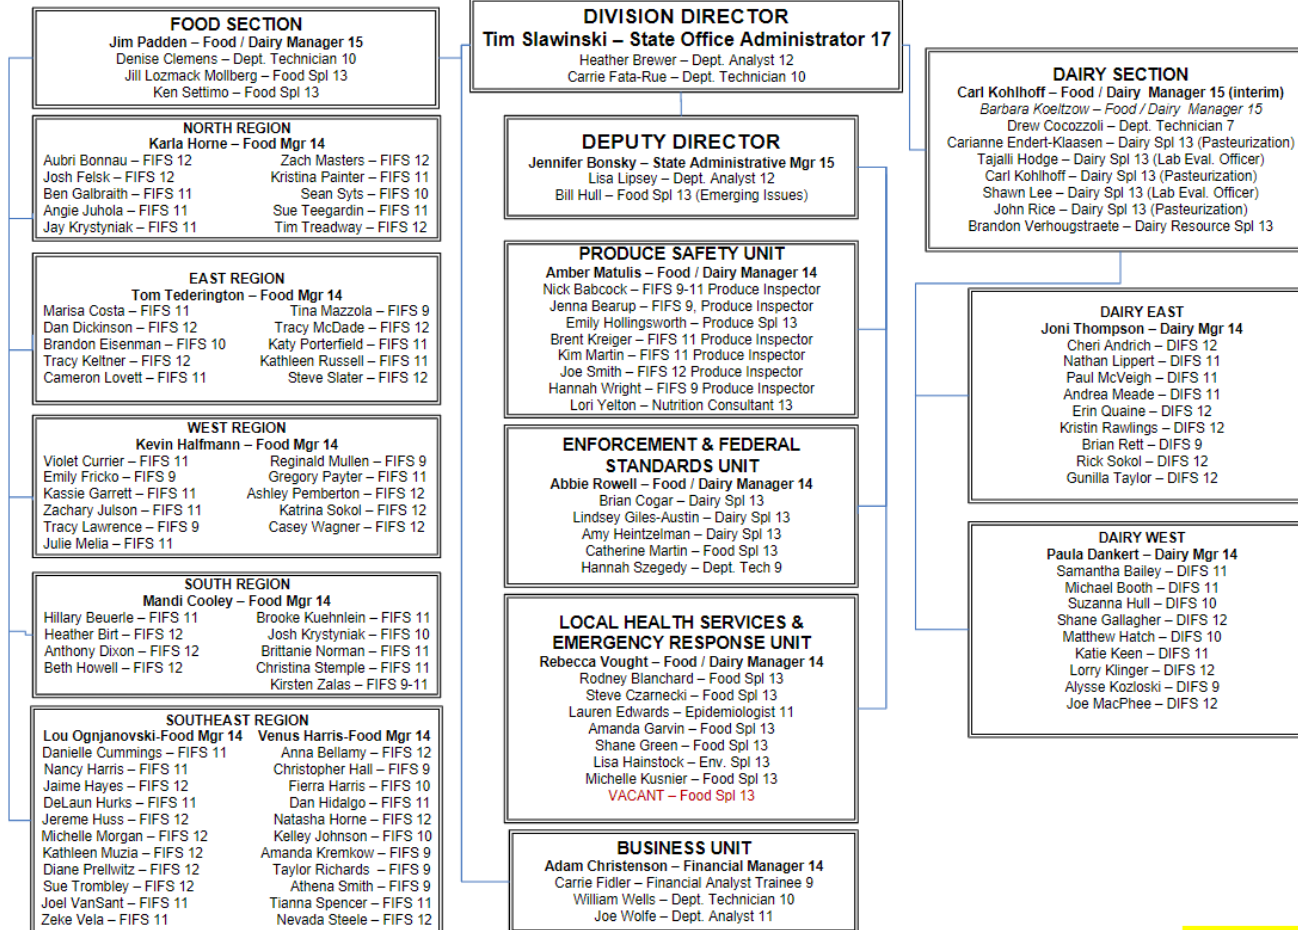 FOOD SECTION
Jim Padden – Food / Dairy Manager 15
Denise Clemens – Dept. Technician 10
Jill Lozmack Mollberg – Food Spl 13
Ken Settimo – Food Spl 13
NORTH REGION
Karla Horne – Food Mgr 14
Aubri Bonnau – FIFS 12 Zach Masters – FIFS 12
Josh Felsk – FIFS 12 Kristina Painter – FIFS 11
Ben Galbraith – FIFS 11 Sean Syts – FIFS 10
Angie Juhola – FIFS 11 Sue Teegardin – FIFS 11
Jay Krystyniak – FIFS 11 Tim Treadway – FIFS 12
EAST REGION
Tom Tederington – Food Mgr 14
Marisa Costa – FIFS 11 Tina Mazzola – FIFS 9
Dan Dickinson – FIFS 12 Tracy McDade – FIFS 12
Brandon Eisenman – FIFS 10 Katy Porterfield – FIFS 11
Tracy Keltner – FIFS 12 Kathleen Russell – FIFS 11
Cameron Lovett – FIFS 11 Steve Slater – FIFS 12
WEST REGION
Kevin Halfmann – Food Mgr 14
Violet Currier – FIFS 11 Reginald Mullen – FIFS 9
Emily Fricko – FIFS 9 Gregory Payter – FIFS 11
Kassie Garrett – FIFS 11 Ashley Pemberton – FIFS 12
Zachary Julson – FIFS 11 Katrina Sokol – FIFS 12
Tracy Lawrence – FIFS 9 Casey Wagner – FIFS 12
Julie Melia – FIFS 11
SOUTH REGION
Mandi Cooley – Food Mgr 14
Hillary Beuerle – FIFS 11 Brooke Kuehnlein – FIFS 11
Heather Birt – FIFS 12 Josh Krystyniak – FIFS 10
Anthony Dixon – FIFS 12 Brittanie Norman – FIFS 11
Beth Howell – FIFS 12 Christina Stemple – FIFS 11
Kirsten Zalas – FIFS 9-11
SOUTHEAST REGION
Lou Ognjanovski-Food Mgr 14 Venus Harris-Food Mgr 14
Danielle Cummings – FIFS 11 Anna Bellamy – FIFS 12
Nancy Harris – FIFS 11 Christopher Hall – FIFS 9
Jaime Hayes – FIFS 12 Fierra Harris – FIFS 10
DeLaun Hurks – FIFS 11 Dan Hidalgo – FIFS 11
Jereme Huss – FIFS 12 Natasha Horne – FIFS 12
Michelle Morgan – FIFS 12 Kelley Johnson – FIFS 10
Kathleen Muzia – FIFS 12 Amanda Kremkow – FIFS 9
Diane Prellwitz – FIFS 12 Taylor Richards – FIFS 9
Sue Trombley – FIFS 12 Athena Smith – FIFS 9
Joel VanSant – FIFS 11 Tianna Spencer – FIFS 11
Zeke Vela – FIFS 11 Nevada Steele – FIFS 12
DIVISION DIRECTOR
Tim Slawinski – State Office Administrator 17
Heather Brewer – Dept. Analyst 12
Carrie Fata-Rue – Dept. Technician 10
DEPUTY DIRECTOR
Jennifer Bonsky – State Administrative Mgr 15
Lisa Lipsey – Dept. Analyst 12
Bill Hull – Food Spl 13 (Emerging Issues)
PRODUCE SAFETY UNIT
Amber Matulis – Food / Dairy Manager 14
Nick Babcock – FIFS 9-11 Produce Inspector
Jenna Bearup – FIFS 9, Produce Inspector
Emily Hollingsworth – Produce Spl 13
Brent Kreiger – FIFS 11 Produce Inspector
Kim Martin – FIFS 11 Produce Inspector
Joe Smith – FIFS 12 Produce Inspector
Hannah Wright – FIFS 9 Produce Inspector
Lori Yelton – Nutrition Consultant 13
ENFORCEMENT & FEDERAL
STANDARDS UNIT
Abbie Rowell – Food / Dairy Manager 14
Brian Cogar – Dairy Spl 13
Lindsey Giles-Austin – Dairy Spl 13
Amy Heintzelman – Dairy Spl 13
Catherine Martin – Food Spl 13
Hannah Szegedy – Dept. Tech 9
LOCAL HEALTH SERVICES &
EMERGENCY RESPONSE UNIT
Rebecca Vought – Food / Dairy Manager 14
Rodney Blanchard – Food Spl 13
Steve Czarnecki – Food Spl 13
Lauren Edwards – Epidemiologist 11
Amanda Garvin – Food Spl 13
Shane Green – Food Spl 13
Lisa Hainstock – Env. Spl 13
Michelle Kusnier – Food Spl 13
VACANT – Food Spl 13
BUSINESS UNIT
Adam Christenson – Financial Manager 14
Carrie Fidler – Financial Analyst Trainee 9
William Wells – Dept. Technician 10
Joe Wolfe – Dept. Analyst 11
DAIRY SECTION
Carl Kohlhoff – Food / Dairy Manager 15 (interim)
Barbara Koeltzow – Food / Dairy Manager 15
Drew Cocozzoli – Dept. Technician 7
Carianne Endert-Klaasen – Dairy Spl 13 (Pasteurization)
Tajalli Hodge – Dairy Spl 13 (Lab Eval. Officer)
Carl Kohlhoff – Dairy Spl 13 (Pasteurization)
Shawn Lee – Dairy Spl 13 (Lab Eval. Officer)
John Rice – Dairy Spl 13 (Pasteurization)
Brandon Verhougstraete – Dairy Resource Spl 13
DAIRY EAST
Joni Thompson – Dairy Mgr 14
Cheri Andrich – DIFS 12
Nathan Lippert – DIFS 11
Paul McVeigh – DIFS 11
Andrea Meade – DIFS 11
Erin Quaine – DIFS 12
Kristin Rawlings – DIFS 12
Brian Rett – DIFS 9
Rick Sokol – DIFS 12
Gunilla Taylor – DIFS 12
DAIRY WEST
Paula Dankert – Dairy Mgr 14
Samantha Bailey – DIFS 11
Michael Booth – DIFS 11
Suzanna Hull – DIFS 10
Shane Gallagher – DIFS 12
Matthew Hatch – DIFS 10
Katie Keen – DIFS 11
Lorry Klinger – DIFS 12
Alysse Kozloski – DIFS 9
Joe MacPhee – DIFS 12